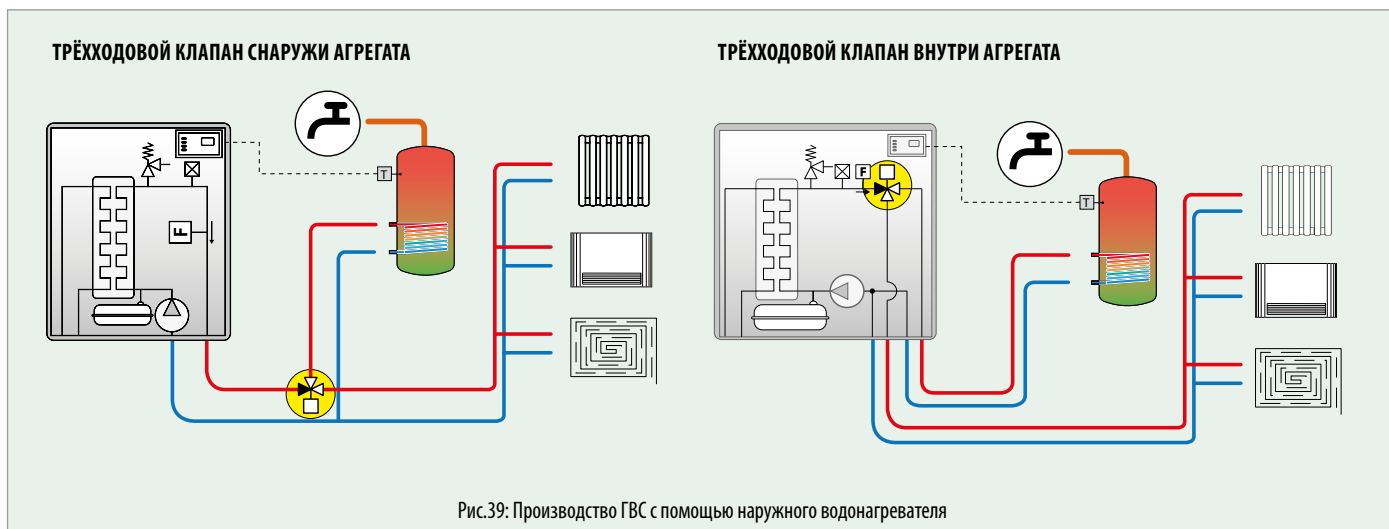 ТРЁХХОДОВОЙ КЛАПАН СНАРУЖИ АГРЕГАТА
F
T
ТРЁХХОДОВОЙ КЛАПАН ВНУТРИ АГРЕГАТА
F
T
Рис.39: Производство ГВС с помощью наружного водонагревателя